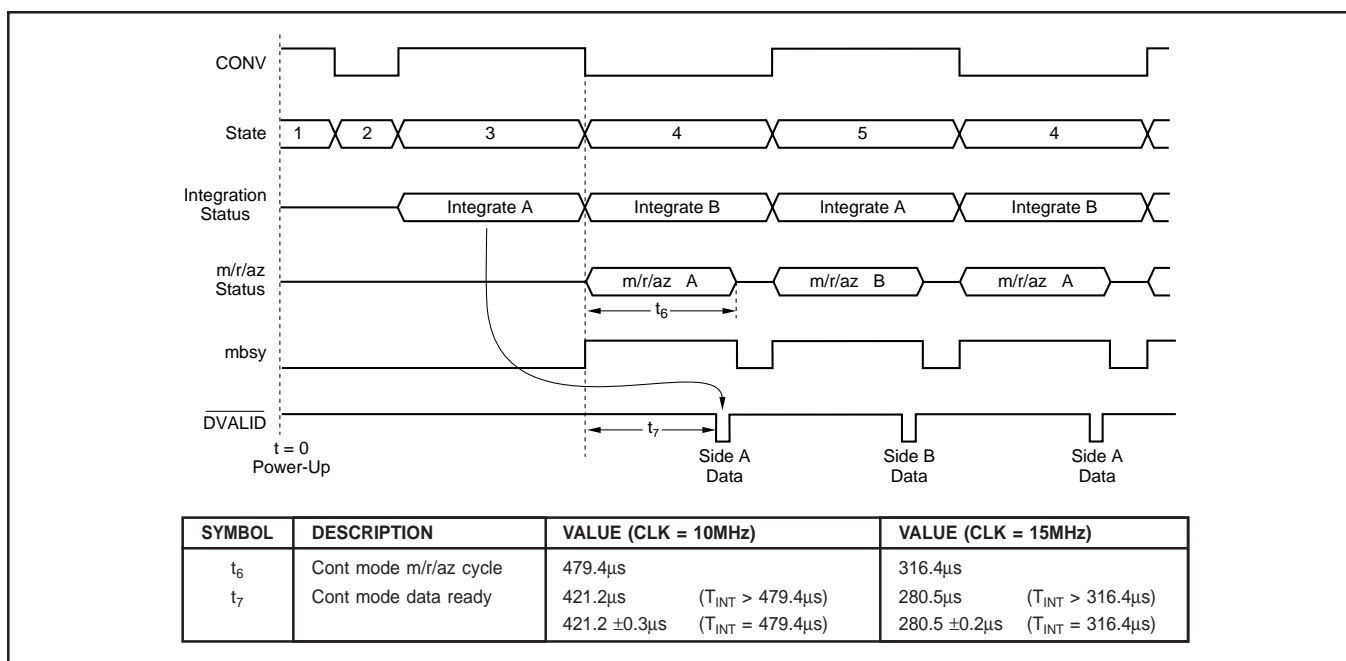 CONV
State
1 2 3 4 5 4
Integration
Status
Integrate A Integrate B Integrate A Integrate B
m/r/az
Status
m/r/az A m/r/az B m/r/az A
t6
mbsy
DVALID
t7
t = 0
Power-Up
Side A
Data
Side B
Data
Side A
Data
SYMBOL DESCRIPTION VALUE (CLK = 10MHz) VALUE (CLK = 15MHz)
t6 Cont mode m/r/az cycle 479.4µs 316.4µs
t7 Cont mode data ready 421.2µs (TINT > 479.4µs) 280.5µs (TINT > 316.4µs)
421.2 ±0.3µs (TINT = 479.4µs) 280.5 ±0.2µs (TINT = 316.4µs)